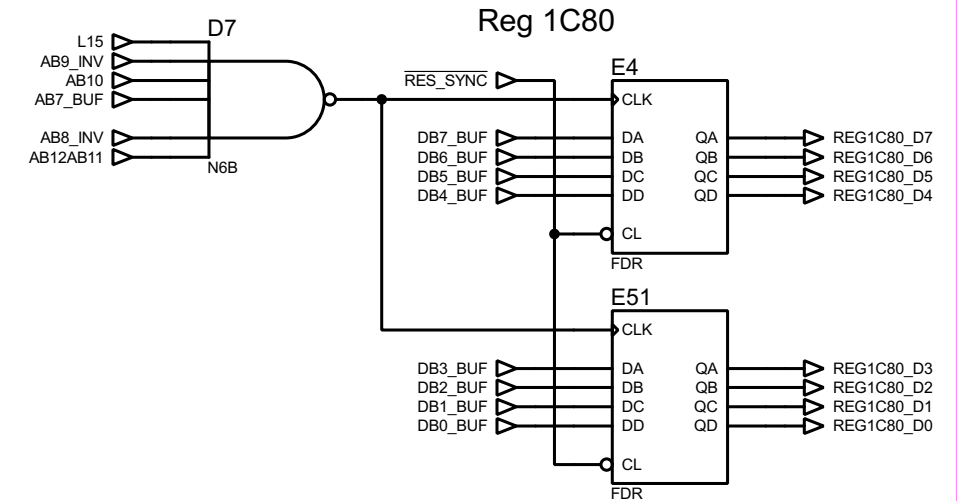 Reg 1C80
D7
L15
AB9_INV
AB10
AB7_BUF
AB8_INV
AB12AB11
N6B
RES_SYNC
E4
CLK
DB7_BUF DA QA REG1C80_D7
DB6_BUF DB QB REG1C80_D6
DB5_BUF DC QC REG1C80_D5
DB4_BUF DD QD REG1C80_D4
CL
FDR
E51
CLK
DB3_BUF DA QA REG1C80_D3
DB2_BUF DB QB REG1C80_D2
DB1_BUF DC QC REG1C80_D1
DB0_BUF DD QD REG1C80_D0
CL
FDR